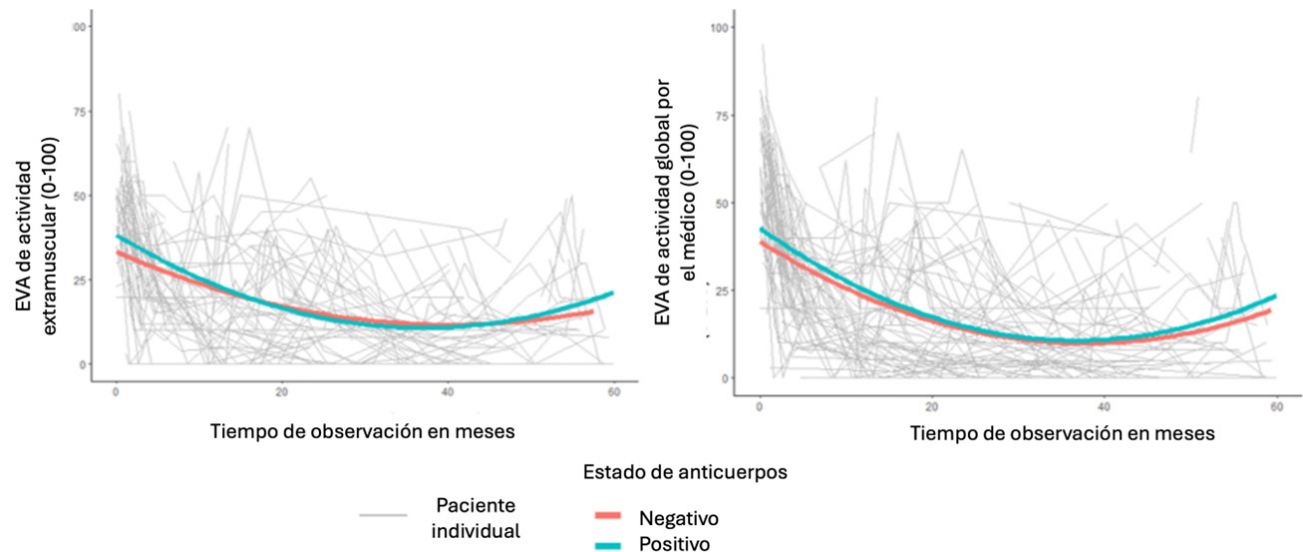 EVA de actividad
extramuscular (0-100)
00
75
50
25
0
0 20 40 60
Tiempo de observación en meses
EVA de actividad global por
el médico (0-100)
100
75
50
25
0
0 20 40 60
Tiempo de observación en meses
Estado de anticuerpos
Paciente
individual
Negativo
Positivo